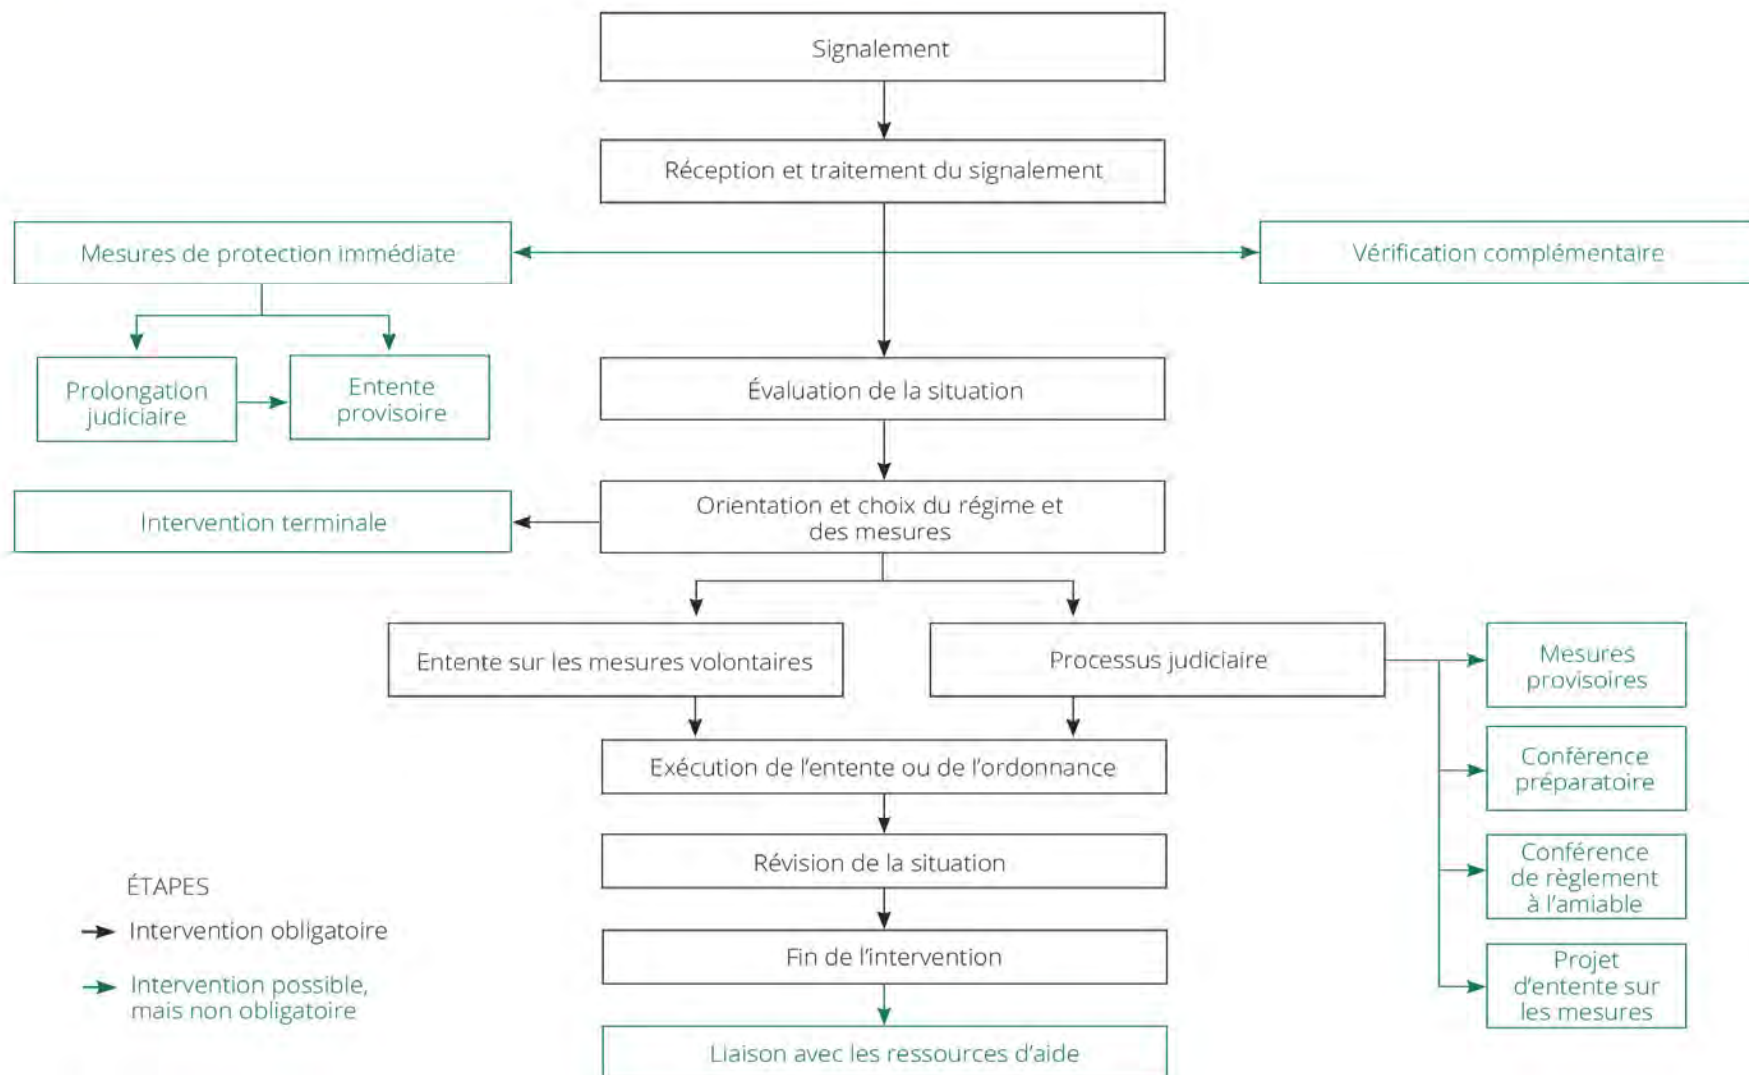 Signalement
Réception et traitement du signalement
Mesures de protection immédiate
Vérification complémentaire
Prolongation
judiciaire
Entente
provisoire
Évaluation de la situation
Intervention terminale
Orientation et choix du régime et
des mesures
Entente sur les mesures volontaires
Processus judiciaire
Mesures
provisoires
Conférence
préparatoire
Conférence
de règlement
à l'amiable
Projet
d'entente sur
les mesures
Exécution de l'entente ou de l'ordonnance
Révision de la situation
Fin de l'intervention
Liaison avec les ressources d'aide
ÉTAPES
Intervention obligatoire
Intervention possible,
mais non obligatoire